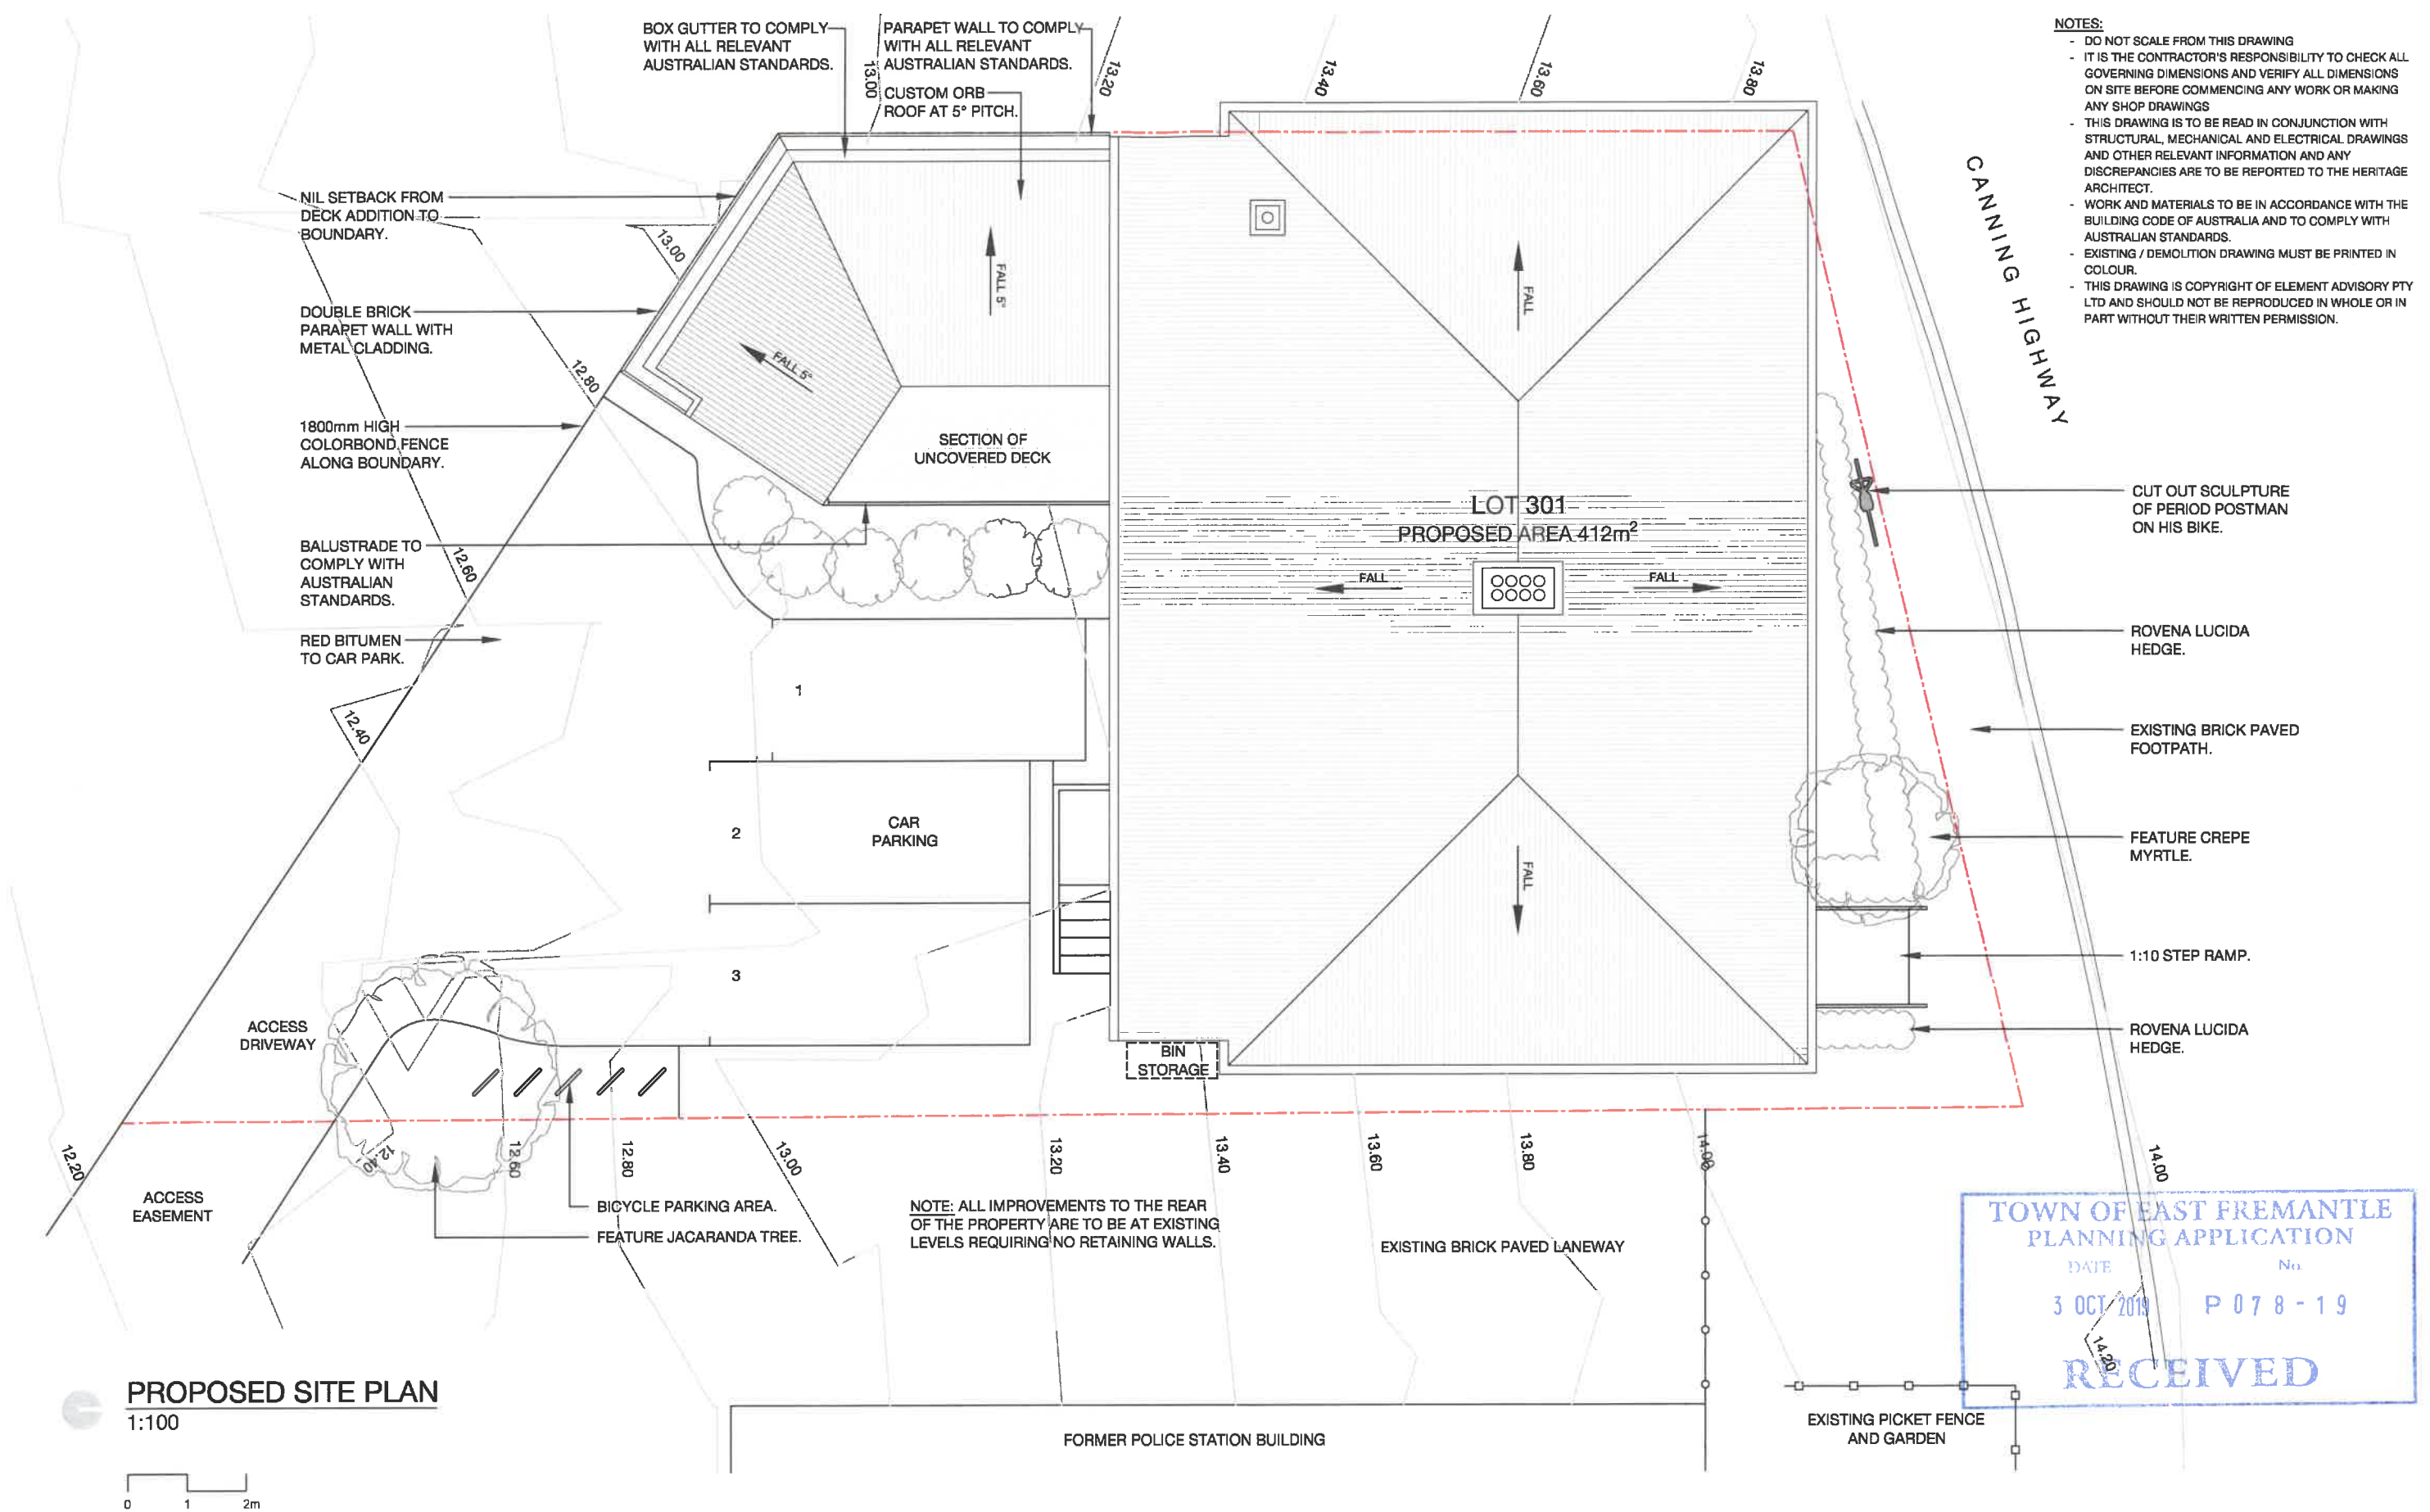 BOX GUTTER TO COMPLY
WITH ALL RELEVANT
AUSTRALIAN STANDARDS.
PARAPET WALL TO COMPLY
WITH ALL RELEVANT
AUSTRALIAN STANDARDS.
CUSTOM ORB
ROOF AT 5° PITCH.
13.000
13.20
13.40
13.60
13.80
NOTES:
- DO NOT SCALE FROM THIS DRAWING
- IT IS THE CONTRACTOR'S RESPONSIBILITY TO CHECK ALL
GOVERNING DIMENSIONS AND VERIFY ALL DIMENSIONS
ON SITE BEFORE COMMENCING ANY WORK OR MAKING
ANY SHOP DRAWINGS
- THIS DRAWING IS TO BE READ IN CONJUNCTION WITH
STRUCTURAL, MECHANICAL AND ELECTRICAL DRAWINGS
AND OTHER RELEVANT INFORMATION AND ANY
DISCREPANCIES ARE TO BE REPORTED TO THE HERITAGE
ARCHITECT.
- WORK AND MATERIALS TO BE IN ACCORDANCE WITH THE
BUILDING CODE OF AUSTRALIA AND TO COMPLY WITH
AUSTRALIAN STANDARDS.
- EXISTING / DEMOLITION DRAWING MUST BE PRINTED IN
COLOUR.
- THIS DRAWING IS COPYRIGHT OF ELEMENT ADVISORY PTY
LTD AND SHOULD NOT BE REPRODUCED IN WHOLE OR IN
PART WITHOUT THEIR WRITTEN PERMISSION.
CANNING HIGHWAY
NIL SETBACK FROM
DECK ADDITION TO
BOUNDARY.
13.00
FALL 5°
FALL
DOUBLE BRICK
PARAPET WALL WITH
METAL CLADDING.
12.80
FALL 5°
1800mm HIGH
COLORBOND FENCE
ALONG BOUNDARY.
SECTION OF
UNCOVERED DECK
LOT 301
PROPOSED AREA 412m²
CUT OUT SCULPTURE
OF PERIOD POSTMAN
ON HIS BIKE.
BALUSTRADE TO
COMPLY WITH
AUSTRALIAN
STANDARDS.
12.60
FALL
FALL
RED BITUMEN
TO CAR PARK.
ROVENA LUCIDA
HEDGE.
12.40
1
EXISTING BRICK PAVED
FOOTPATH.
2
CAR
PARKING
FALL
FEATURE CREPE
MYRTLE.
3
1:10 STEP RAMP.
ACCESS
DRIVEWAY
BIN
STORAGE
ROVENA LUCIDA
HEDGE.
12.20
12.40
12.60
12.80
13.00
13.20
13.40
13.60
13.80
14.00
14.00
ACCESS
EASEMENT
BICYCLE PARKING AREA.
FEATURE JACARANDA TREE.
NOTE: ALL IMPROVEMENTS TO THE REAR
OF THE PROPERTY ARE TO BE AT EXISTING
LEVELS REQUIRING NO RETAINING WALLS.
EXISTING BRICK PAVED LANEWAY
TOWN OF EAST FREMANTLE
PLANNING APPLICATION
DATE No.
3 OCT 2019 P078-19
14.20
RECEIVED
PROPOSED SITE PLAN
1:100
FORMER POLICE STATION BUILDING
EXISTING PICKET FENCE
AND GARDEN
0 1 2m